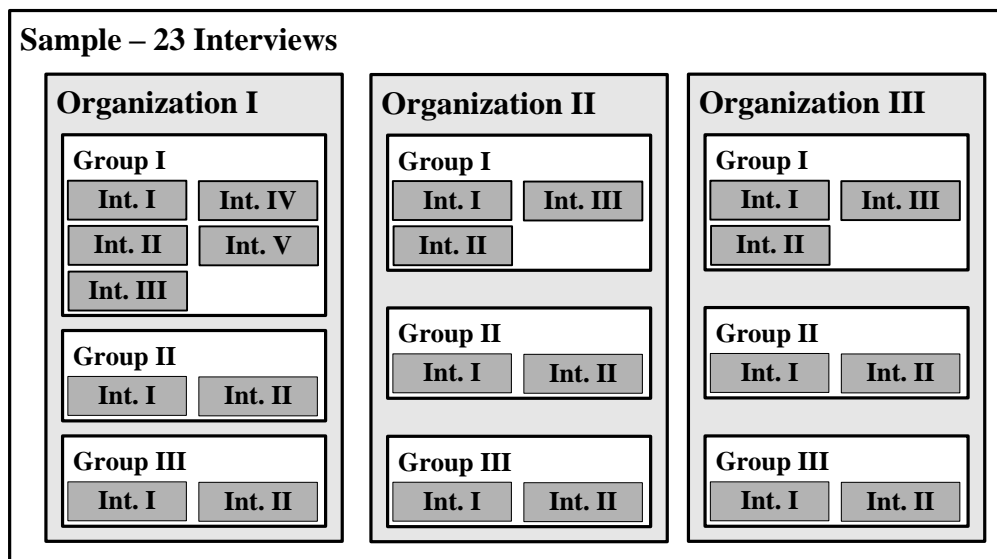 Sample – 23 Interviews
Organization I
Group I
Int. I
Int. IV
Int. II
Int. V
Int. III
Group II
Int. I
Int. II
Group III
Int. I
Int. II
Organization II
Group I
Int. I
Int. III
Int. II
Group II
Int. I
Int. II
Group III
Int. I
Int. II
Organization III
Group I
Int. I
Int. III
Int. II
Group II
Int. I
Int. II
Group III
Int. I
Int. II